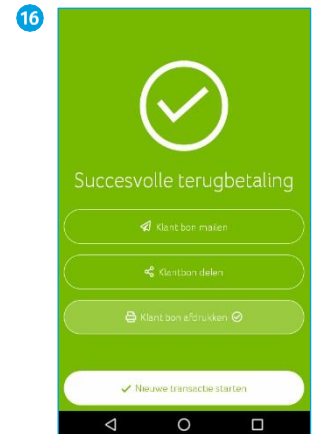 16
Succesvolle terugbetaling
Klant bon mailen
Klantbon delen
Klant bon afdrukken
Nieuwe transactie starten